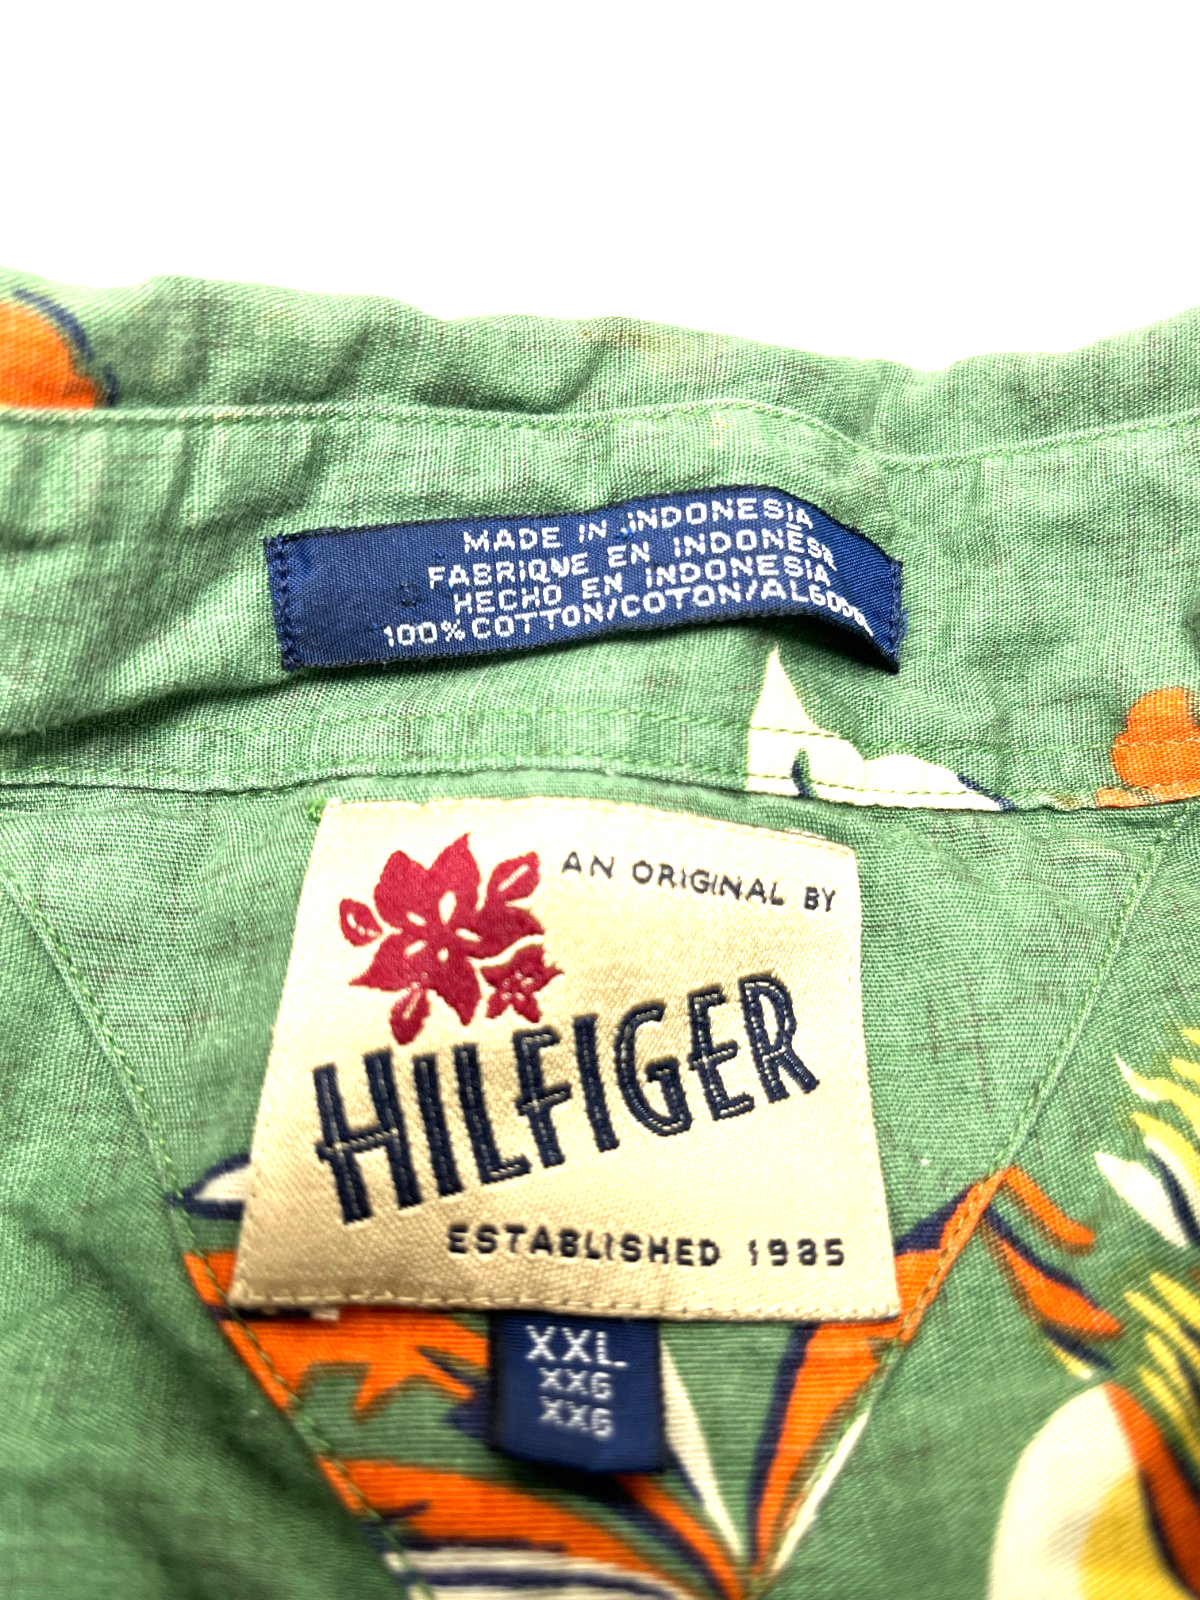 MADE IN INDONESIA
FABRIQUE EN INDONÉSIE
HECHO EN INDONESIA
100% COTTON/COTON/ALGODON
AN ORIGINAL BY
HILFIGER
ESTABLISHED 1985
XXL
XXG
XXG